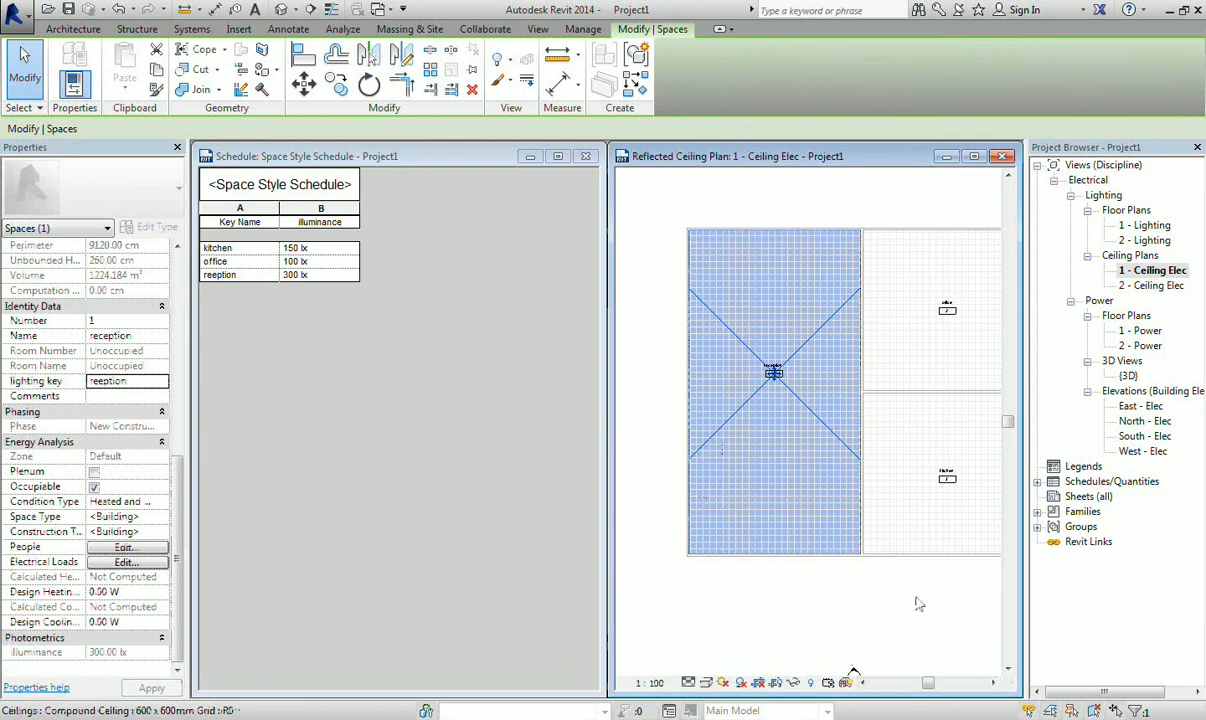 Autodesk Revit 2014 - Project1
Type a keyword or phrase
Sign In
Architecture Structure Systems Insert Annotate Analyze Massing & Site Collaborate View Manage Modify | Spaces
Modify
Paste
Cope
Cut
Join
Select Properties Clipboard Geometry Modify View Measure Create
Modify | Spaces
Properties
Spaces (1)
Edit Type
Perimeter 9120.00 cm
Unbounded H... 260.00 cm
Volume 1224.184 m³
Computation ... 0.00 cm
Identity Data
Number 1
Name reception
Room Number Unoccupied
Room Name Unoccupied
lighting key reeption
Comments
Phasing
Phase New Constru...
Energy Analysis
Zone Default
Plenum
Occupiable
Condition Type Heated and ...
Space Type <Building>
Construction T... <Building>
People Edit...
Electrical Loads Edit...
Calculated He... Not Computed
Design Heatin... 0.00 W
Calculated Co... Not Computed
Design Coolin... 0.00 W
Photometrics
Illuminance 300.00 lx
Properties help
Apply
Schedule: Space Style Schedule - Project1
<Space Style Schedule>
A B
Key Name illuminance
kitchen 150 lx
office 100 lx
reeption 300 lx
Reflected Ceiling Plan: 1 - Ceiling Elec - Project1
1 : 100
Project Browser - Project1
Views (Discipline)
Electrical
Lighting
Floor Plans
1 - Lighting
2 - Lighting
Ceiling Plans
1 - Ceiling Elec
2 - Ceiling Elec
Power
Floor Plans
1 - Power
2 - Power
3D Views
{3D}
Elevations (Building Ele
East - Elec
North - Elec
South - Elec
West - Elec
Legends
Schedules/Quantities
Sheets (all)
Families
Groups
Revit Links
Ceilings : Compound Ceiling : 600 x 600mm Grid : R0
:0
Main Model
:1